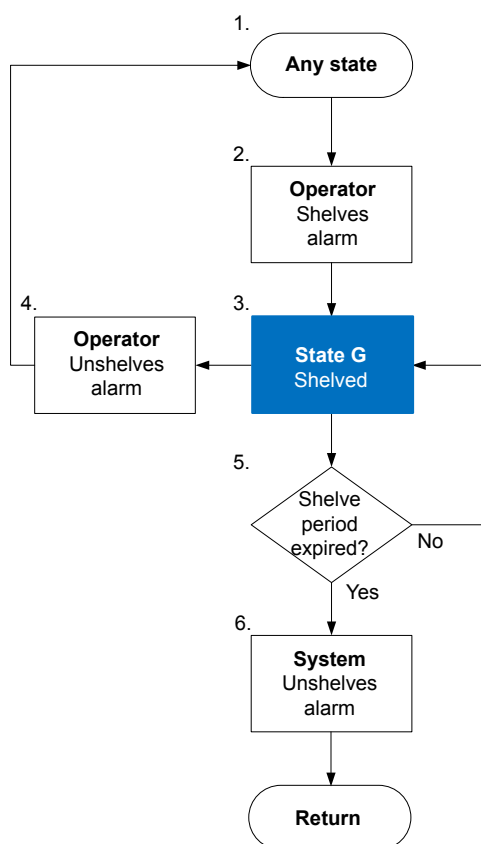 1.
Any state
2.
Operator
Shelves
alarm
3.
State G
Shelved
4.
Operator
Unshelves
alarm
5.
Shelve
period
expired?
No
Yes
6.
System
Unshelves
alarm
Return